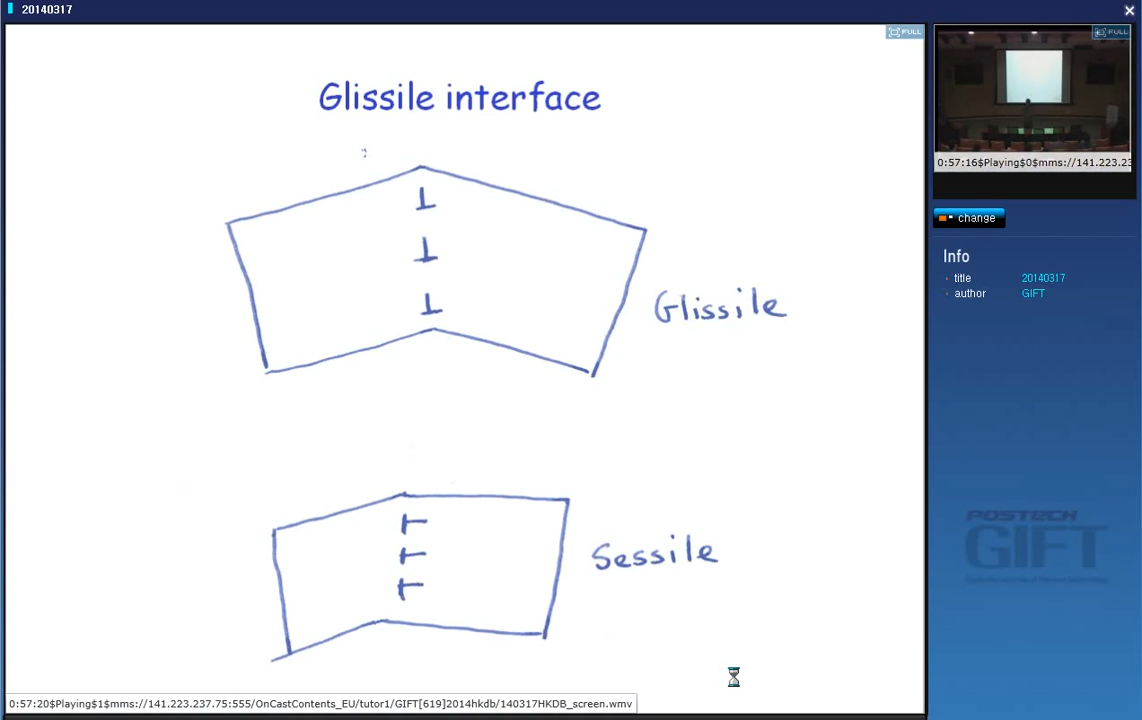 20140317
FULL
Glissile interface
Glissile
Sessile
0:57:20$Playing$1$mms://141.223.237.75:555/OnCastContents_EU/tutor1/GIFT[619]2014hkdb/140317HKDB_screen.wmv
FULL
0:57:16$Playing$0$mms://141.223.23
change
Info
title 20140317
author GIFT
POSTECH
GIFT